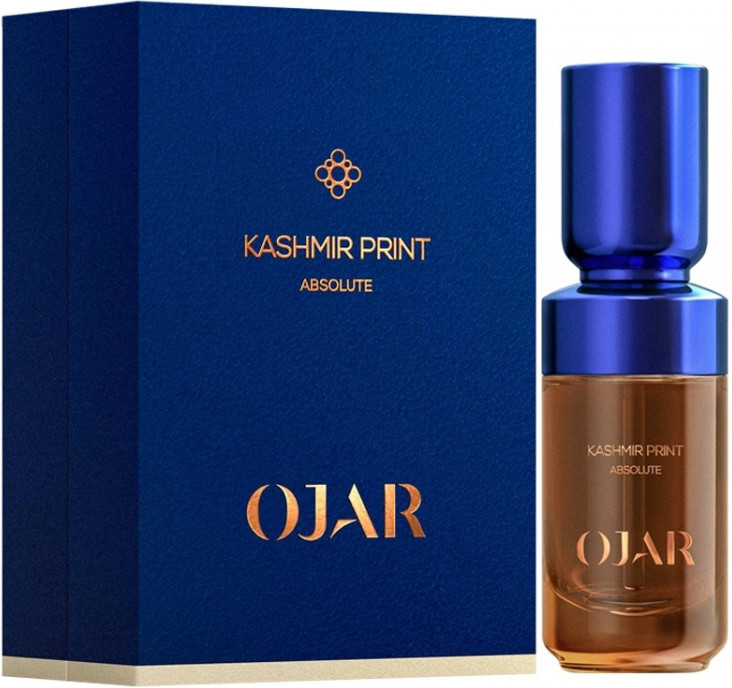 KASHMIR PRINT
ABSOLUTE
OJAR
KASHMIR PRINT
ABSOLUTE
OJAR